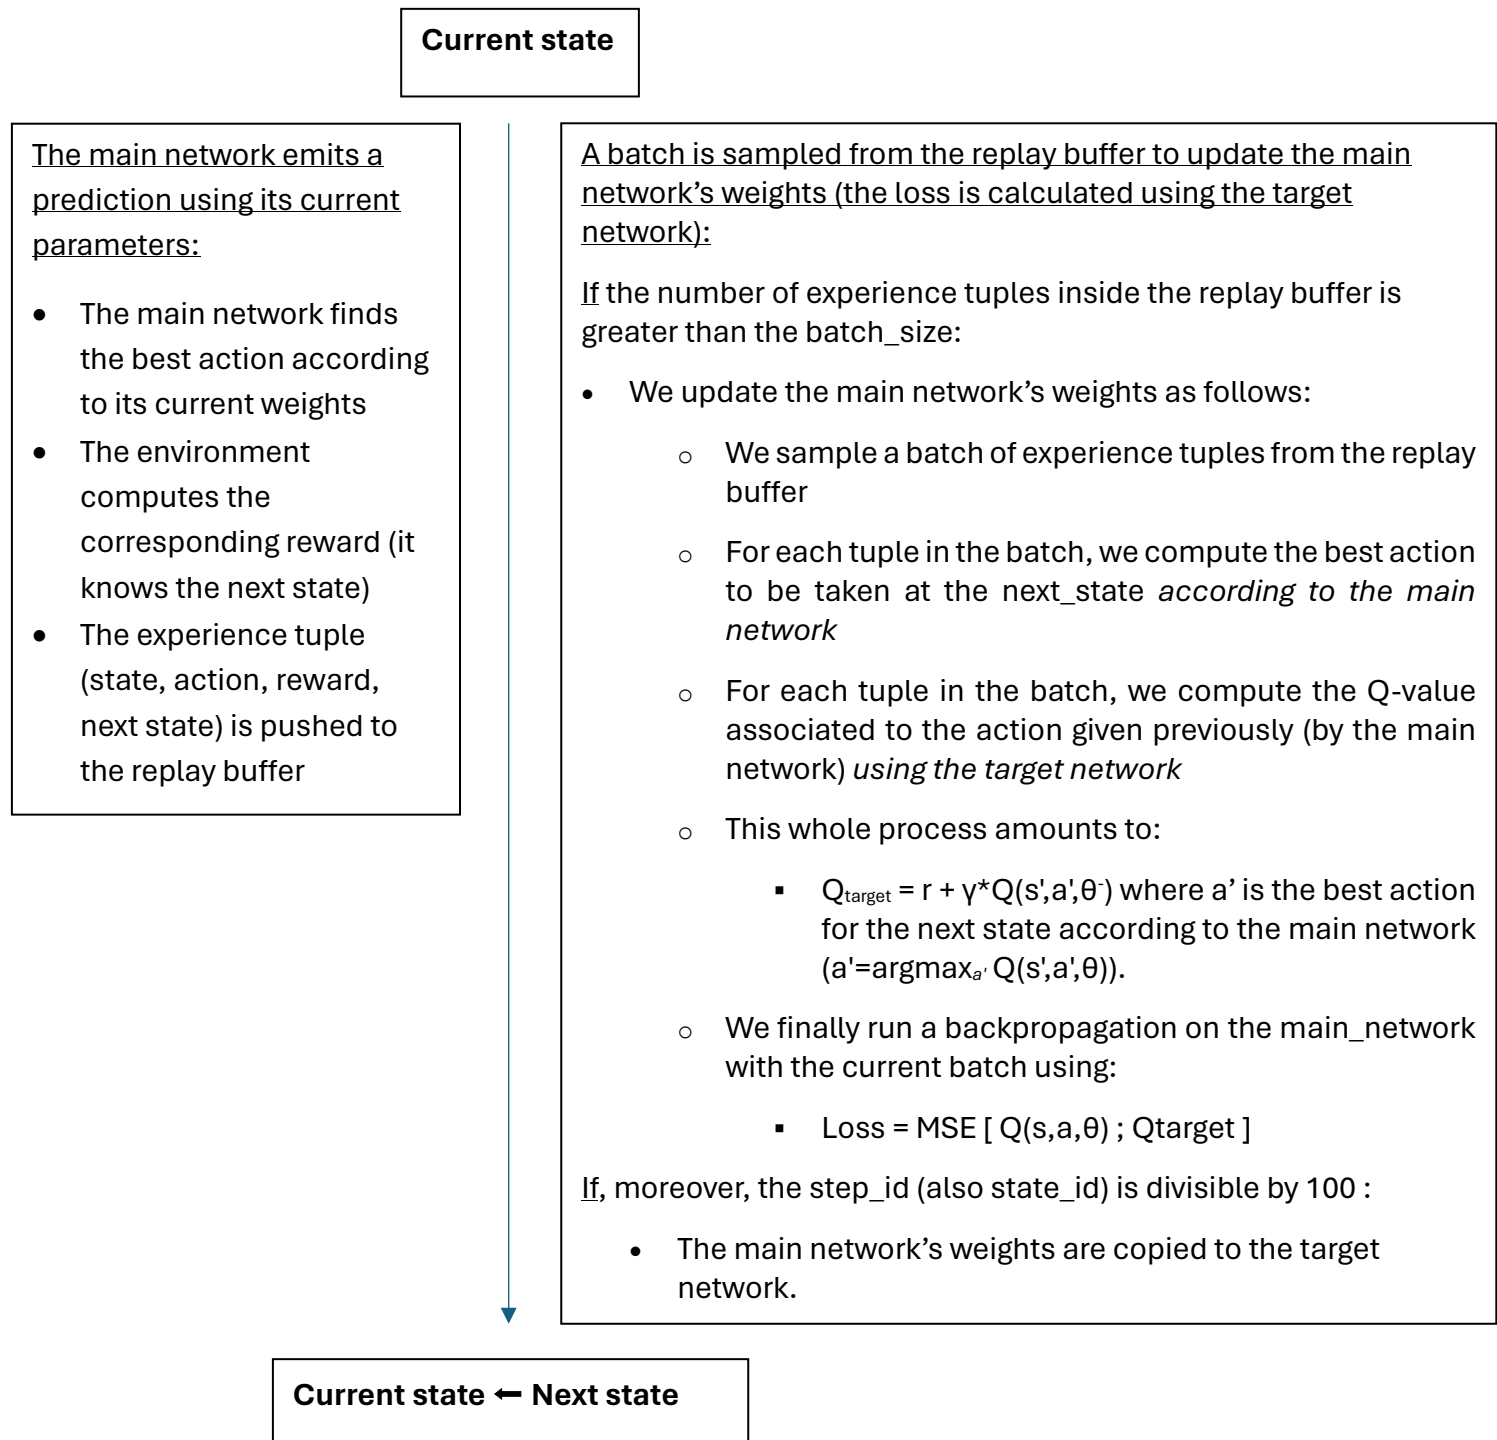 Current state
The main network emits a
prediction using its current
parameters:
• The main network finds
the best action according
to its current weights
• The environment
computes the
corresponding reward (it
knows the next state)
• The experience tuple
(state, action, reward,
next state) is pushed to
the replay buffer
A batch is sampled from the replay buffer to update the main
network’s weights (the loss is calculated using the target
network):
If the number of experience tuples inside the replay buffer is
greater than the batch_size:
• We update the main network’s weights as follows:
o We sample a batch of experience tuples from the replay
buffer
o For each tuple in the batch, we compute the best action
to be taken at the next_state according to the main
network
o For each tuple in the batch, we compute the Q-value
associated to the action given previously (by the main
network) using the target network
o This whole process amounts to:
▪ Qtarget = r + γ*Q(s',a',θ⁻) where a’ is the best action
for the next state according to the main network
(a'=argmaxₐ' Q(s',a',θ)).
o We finally run a backpropagation on the main_network
with the current batch using:
▪ Loss = MSE [ Q(s,a,θ) ; Qtarget ]
If, moreover, the step_id (also state_id) is divisible by 100 :
• The main network’s weights are copied to the target
network.
Current state ← Next state